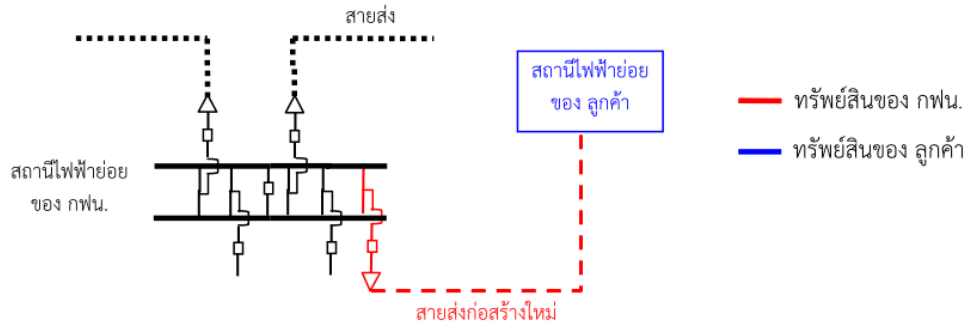 สายส่ง
สถานีไฟฟ้าย่อย
ของ ลูกค้า
ทรัพย์สินของ กฟน.
ทรัพย์สินของ ลูกค้า
สถานีไฟฟ้าย่อย
ของ กฟน.
สายส่งก่อสร้างใหม่